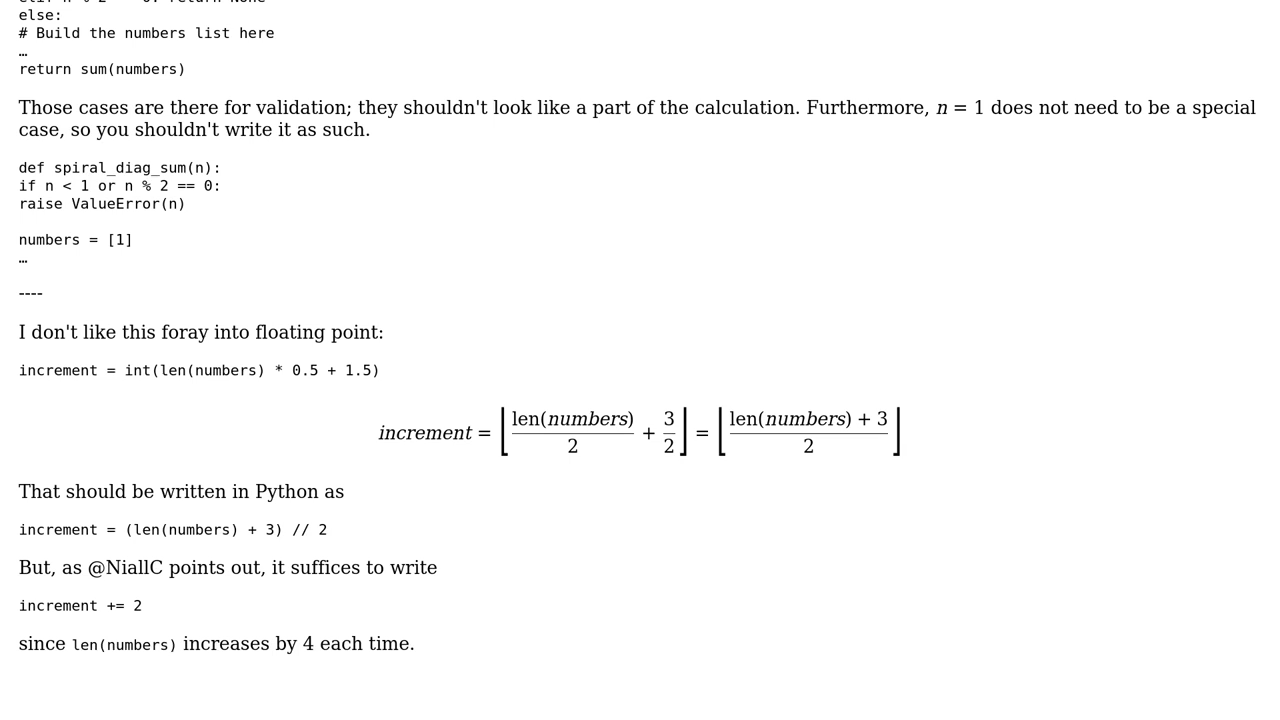 else:
# Build the numbers list here
…
return sum(numbers)
Those cases are there for validation; they shouldn't look like a part of the calculation. Furthermore, n = 1 does not need to be a special
case, so you shouldn't write it as such.
def spiral_diag_sum(n):
if n < 1 or n % 2 == 0:
raise ValueError(n)
numbers = [1]
…
----
I don't like this foray into floating point:
increment = int(len(numbers) * 0.5 + 1.5)
increment = ⌊len(numbers)/2 + 3/2⌋ = ⌊(len(numbers) + 3)/2⌋
That should be written in Python as
increment = (len(numbers) + 3) // 2
But, as @NiallC points out, it suffices to write
increment += 2
since len(numbers) increases by 4 each time.